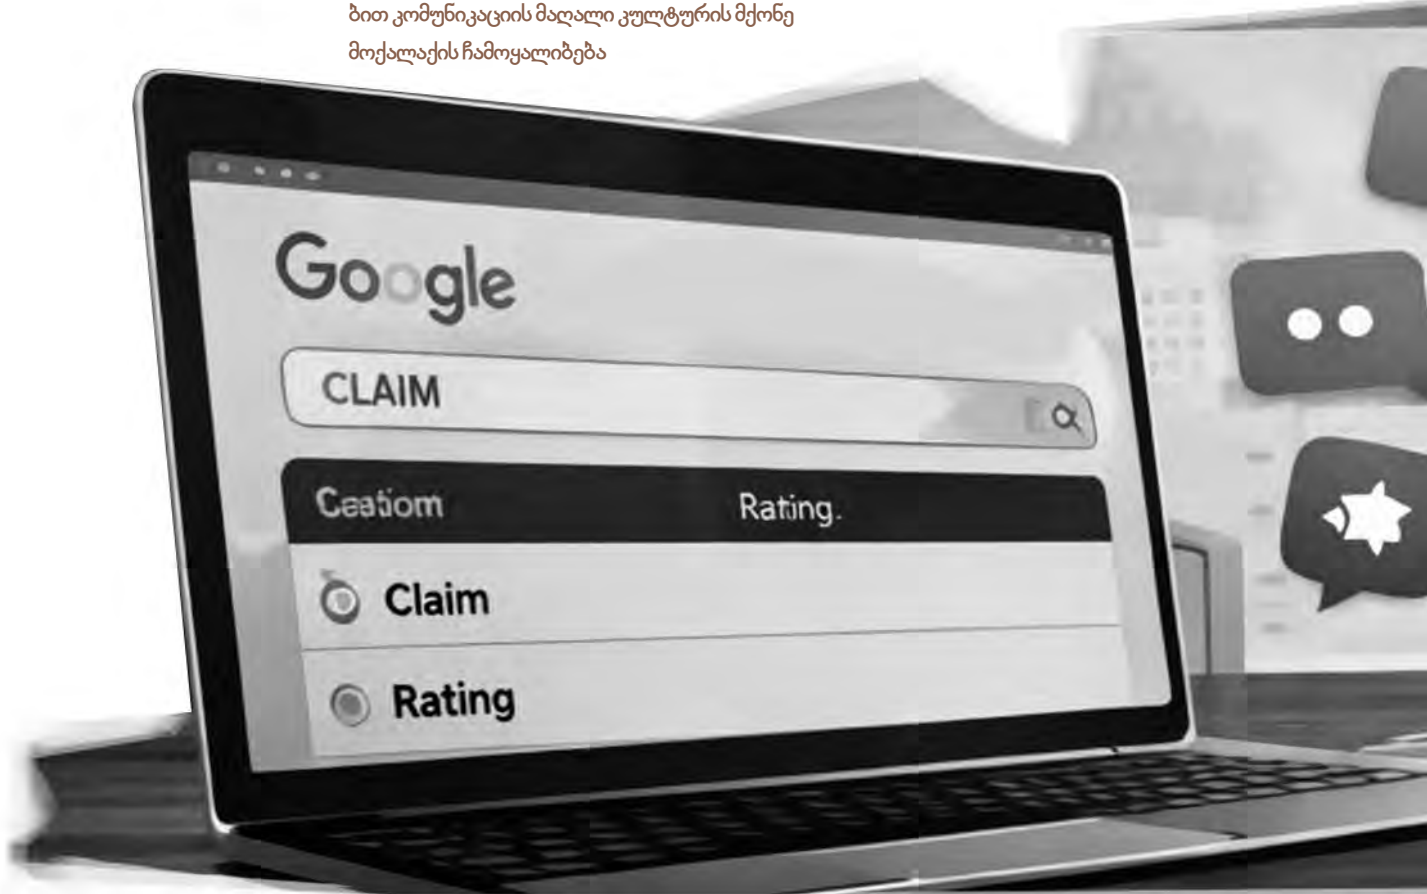 ბით კომუნიკაციის მაღალი კულტურის მქონე
მოქალაქის ჩამოყალიბება
Google
CLAIM
Ceatiom Rating.
Claim
Rating